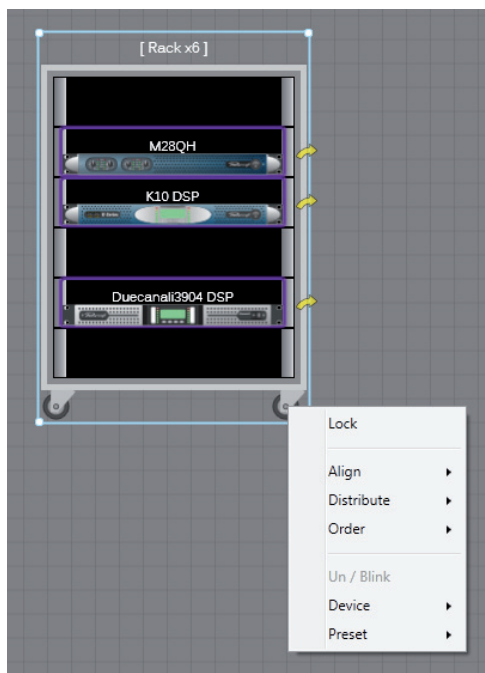 [ Rack x6 ]
M28QH
K10 DSP
Duecanali3904 DSP
Lock
Align
Distribute
Order
Un / Blink
Device
Preset